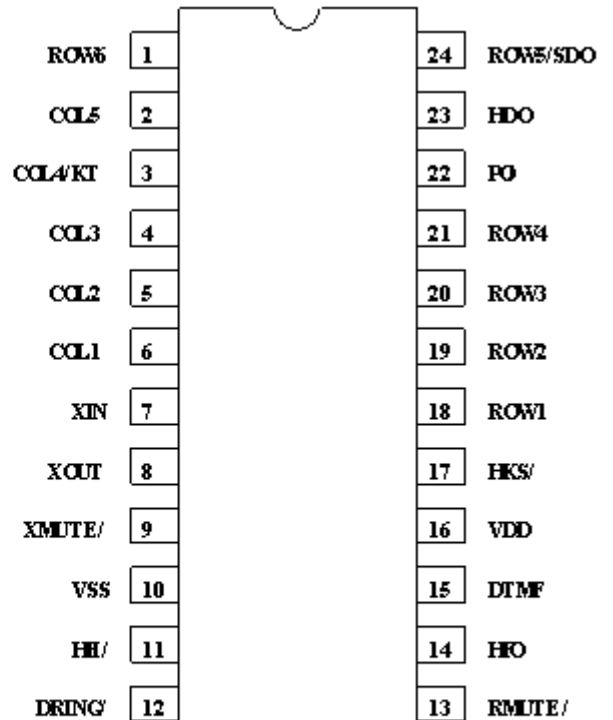 ROW6 1 24 ROW5/SDO
COL5 2 23 HDO
COL4/KT 3 22 PO
COL3 4 21 ROW4
COL2 5 20 ROW3
COL1 6 19 ROW2
XIN 7 18 ROW1
XOUT 8 17 HKS/
XMUTE/ 9 16 VDD
VSS 10 15 DTMF
11 14 HFO
DRING/ 12 13 RMUTE/